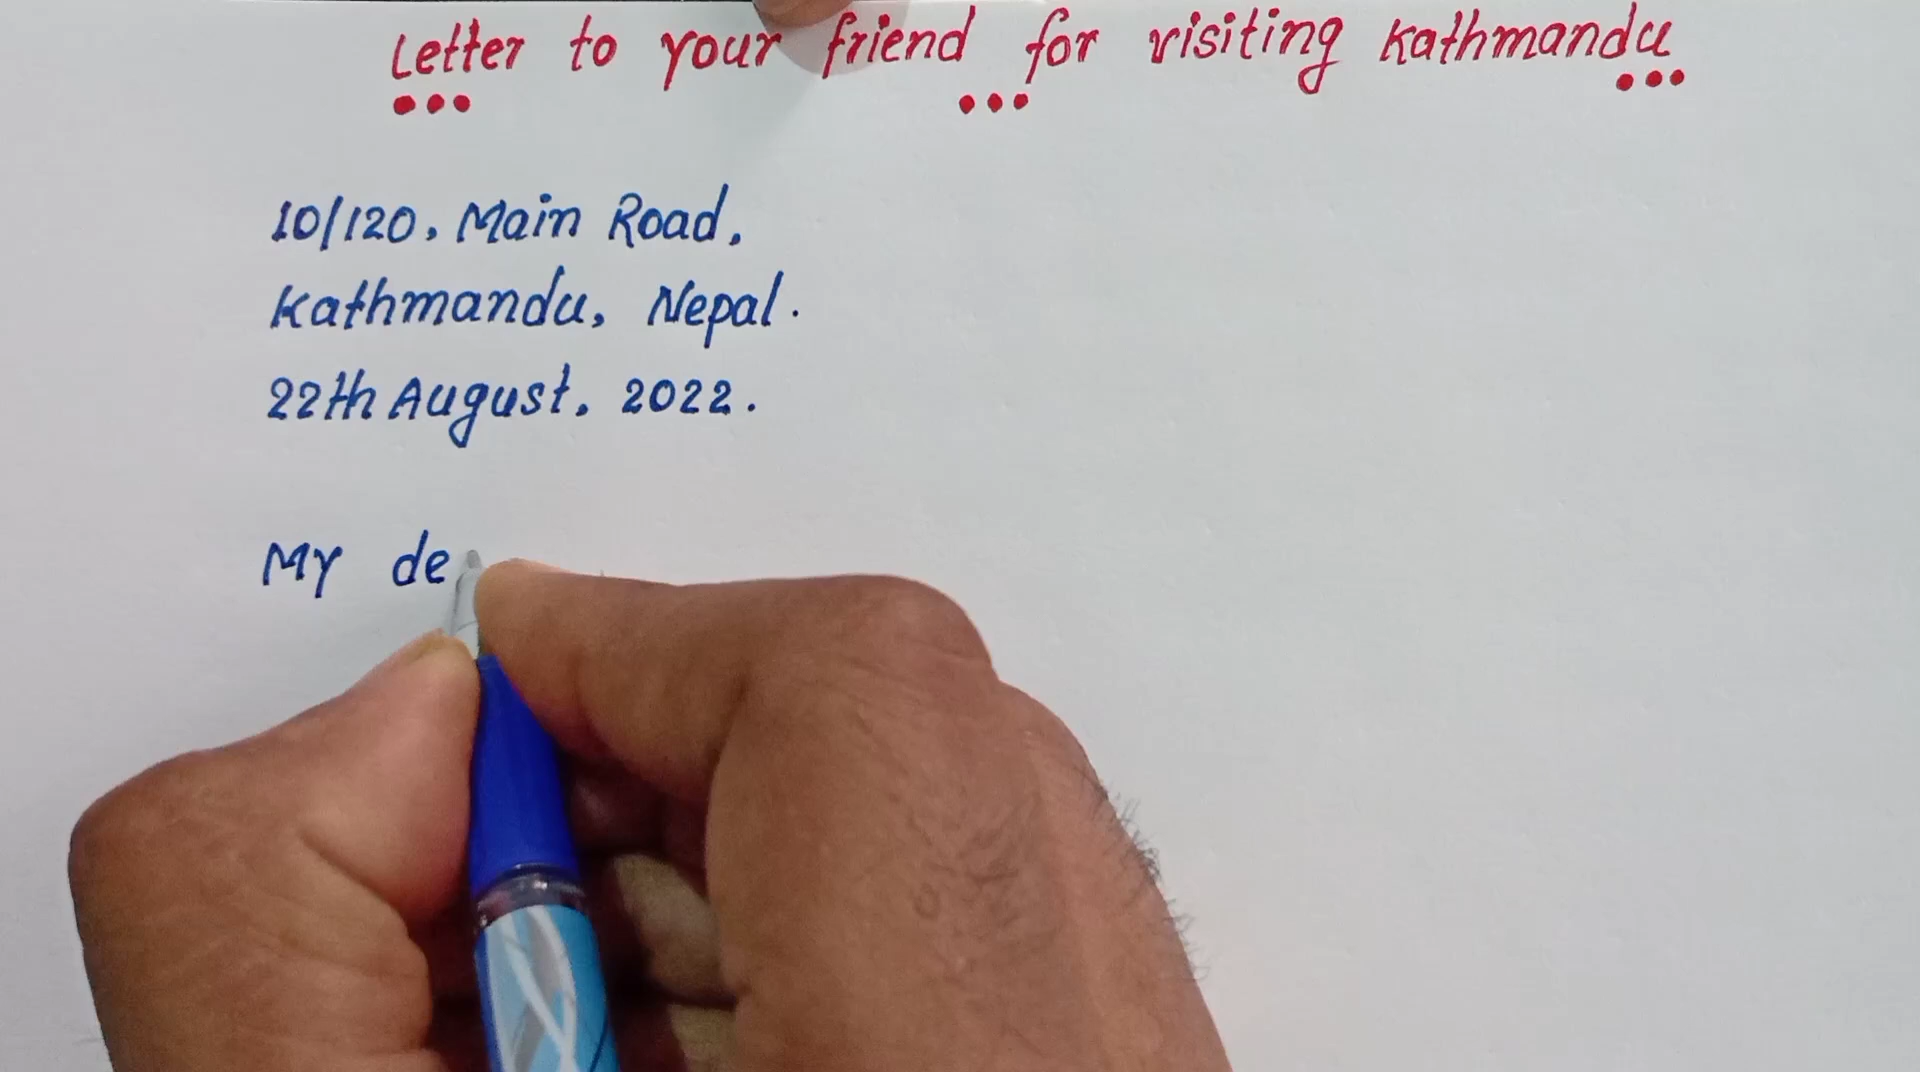 Letter to your friend for visiting Kathmandu
10/120, Main Road,
Kathmandu, Nepal.
22th August, 2022.
My de